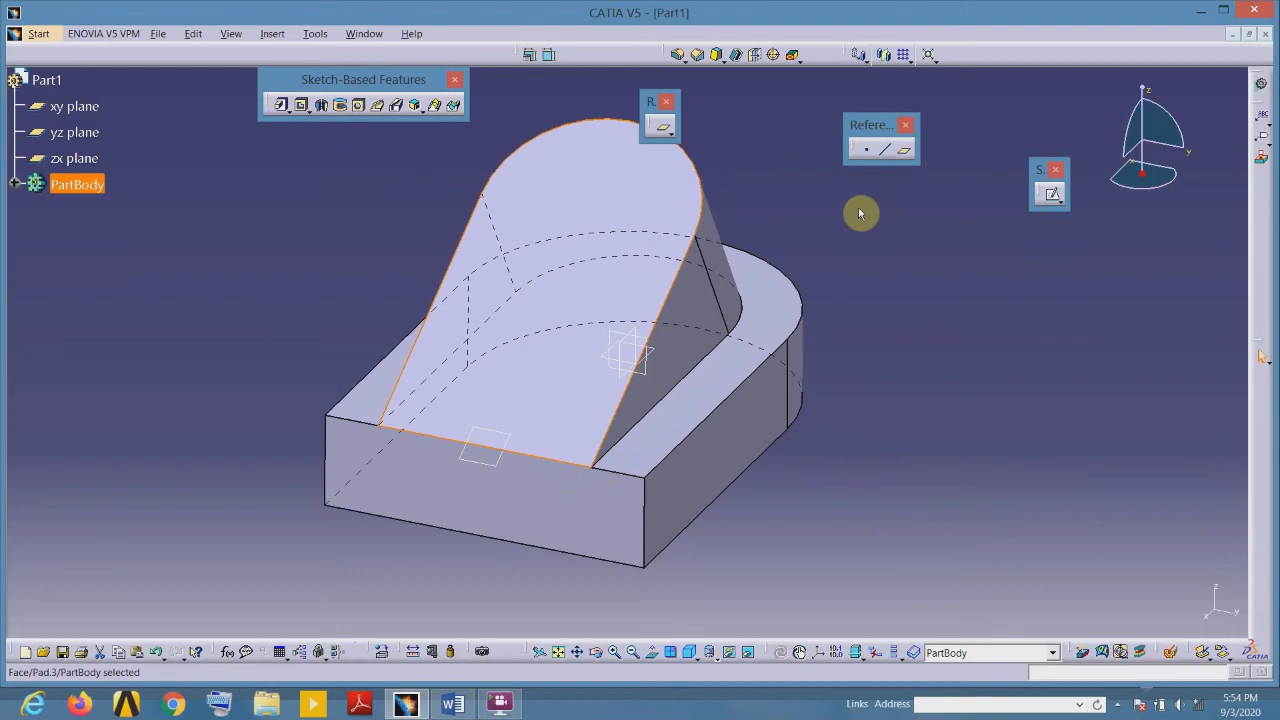 CATIA V5 - [Part1]
Start ENOVIA V5 VPM File Edit View Insert Tools Window Help
Part1
xy plane
yz plane
zx plane
PartBody
Sketch-Based Features
R.
Refere...
S.
z
y
z
y
x
PartBody
Face/Pad.3/PartBody selected
CATIA
Links Address
5:54 PM
9/3/2020